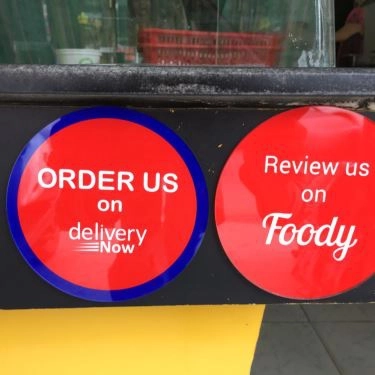 ORDER US
on
delivery
Now
Review us
on
Foody